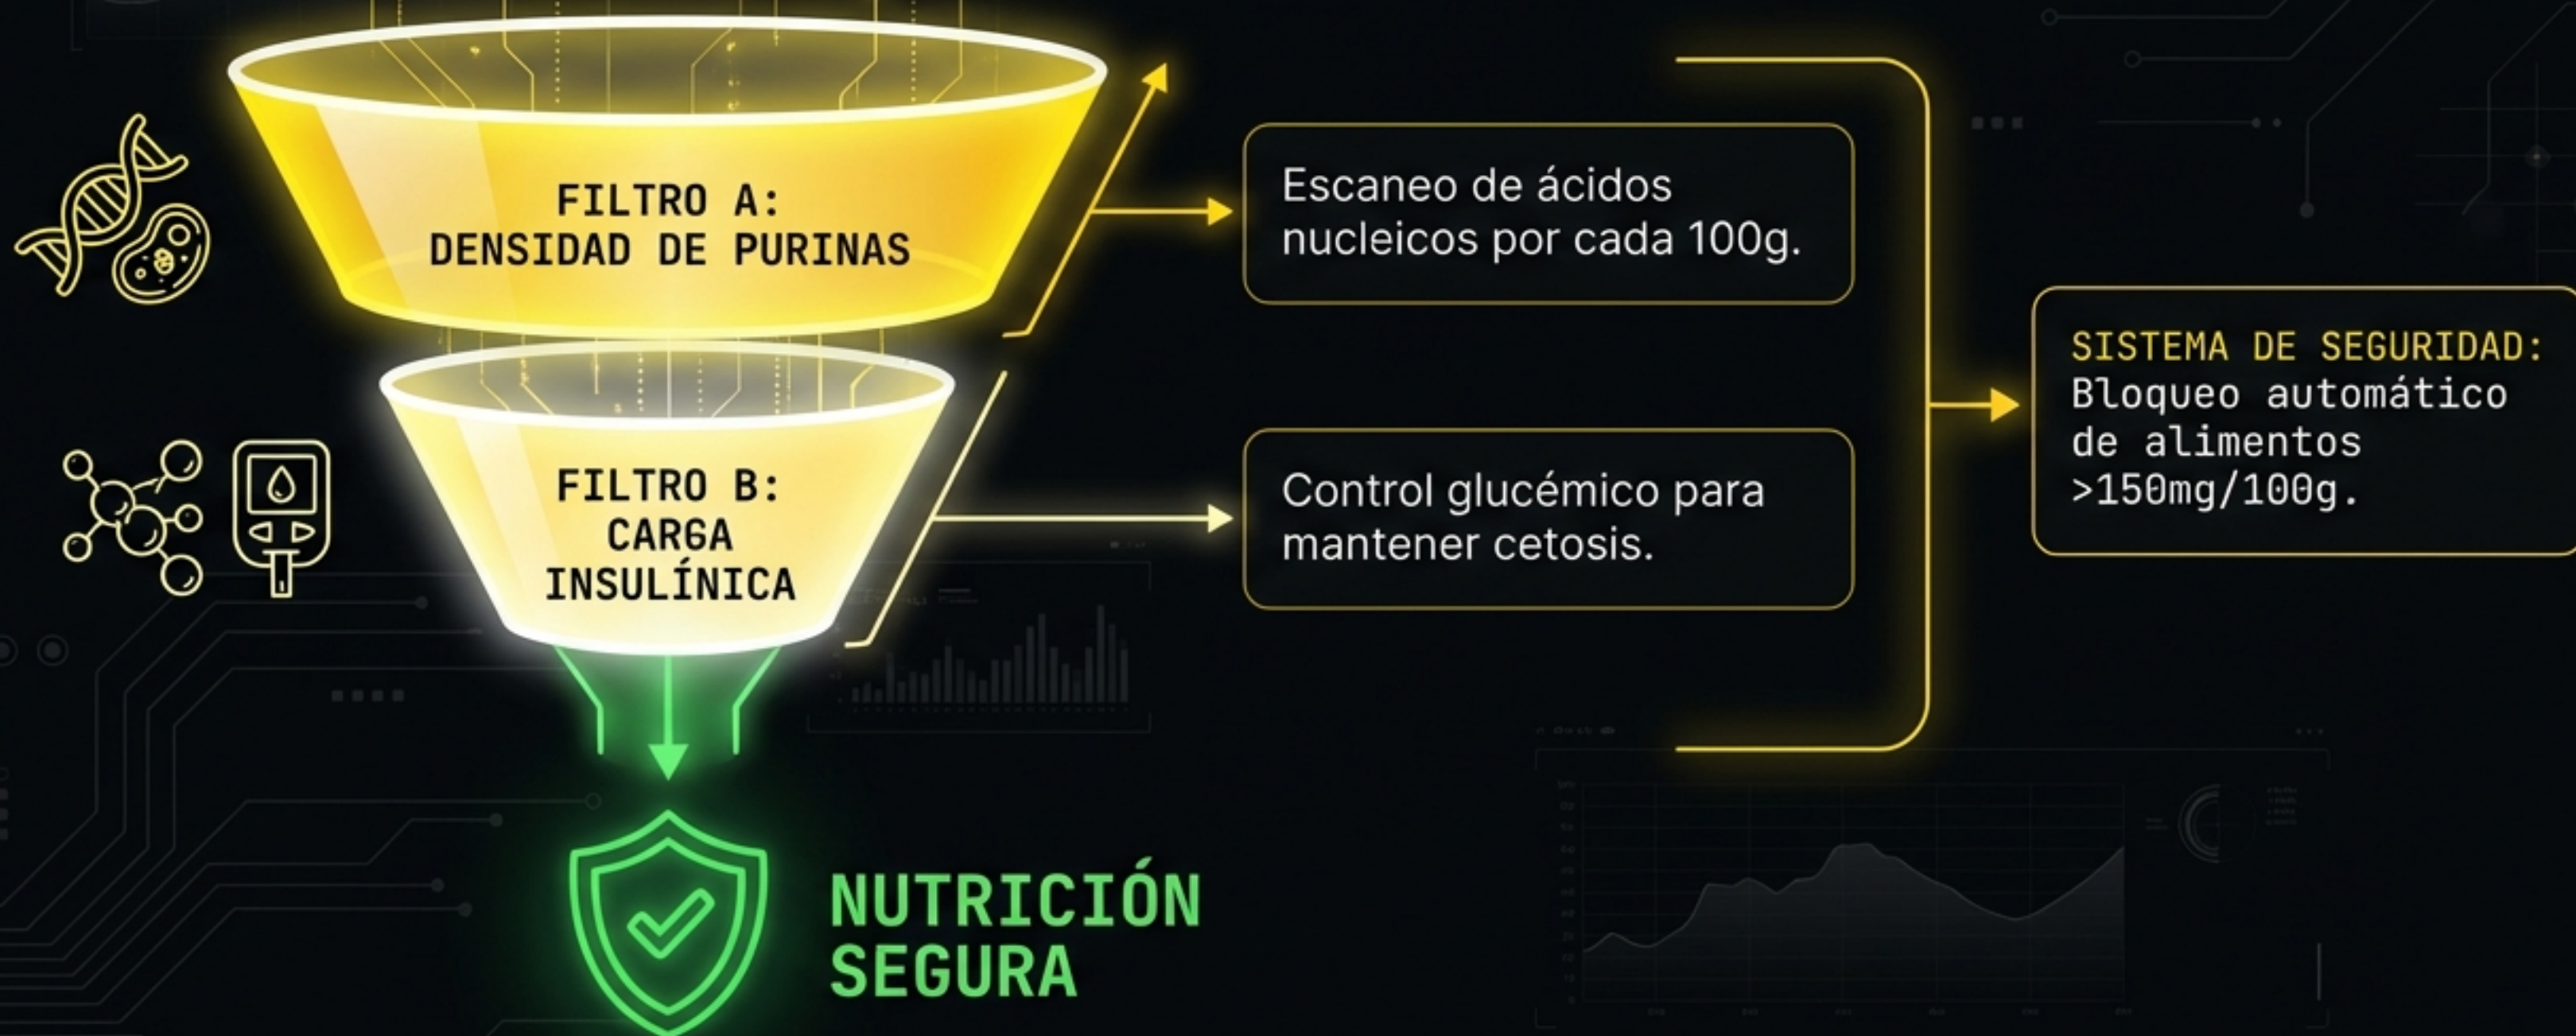 FILTRO A:
DENSIDAD DE PURINAS
Escaneo de ácidos
nucleicos por cada 100g.
FILTRO B:
CARGA
INSULÍNICA
Control glucémico para
mantener cetosis.
SISTEMA DE SEGURIDAD:
Bloqueo automático
de alimentos
>150mg/100g.
NUTRICIÓN
SEGURA